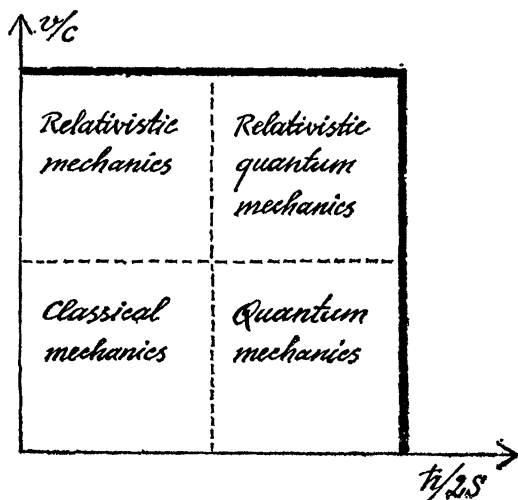 v/c
Relativistic
mechanics
Relativistic
quantum
mechanics
Classical
mechanics
Quantum
mechanics
ħ/2S